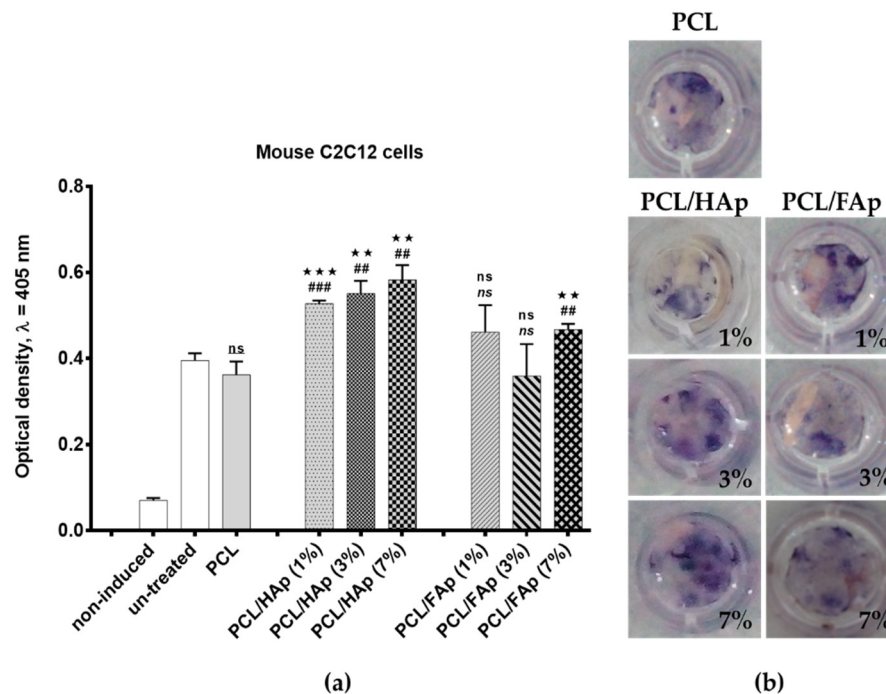 Mouse C2C12 cells
Optical density, λ = 405 nm
0.8
0.6
0.4
0.2
0.0
ns
★★★
###
★★
##
★★
##
ns
ns
ns
ns
★★
##
non-induced
un-treated
PCL
PCL/HAp (1%)
PCL/HAp (3%)
PCL/HAp (7%)
PCL/FAp (1%)
PCL/FAp (3%)
PCL/FAp (7%)
(a)
PCL
PCL/HAp PCL/FAp
1% 1%
3% 3%
7% 7%
(b)